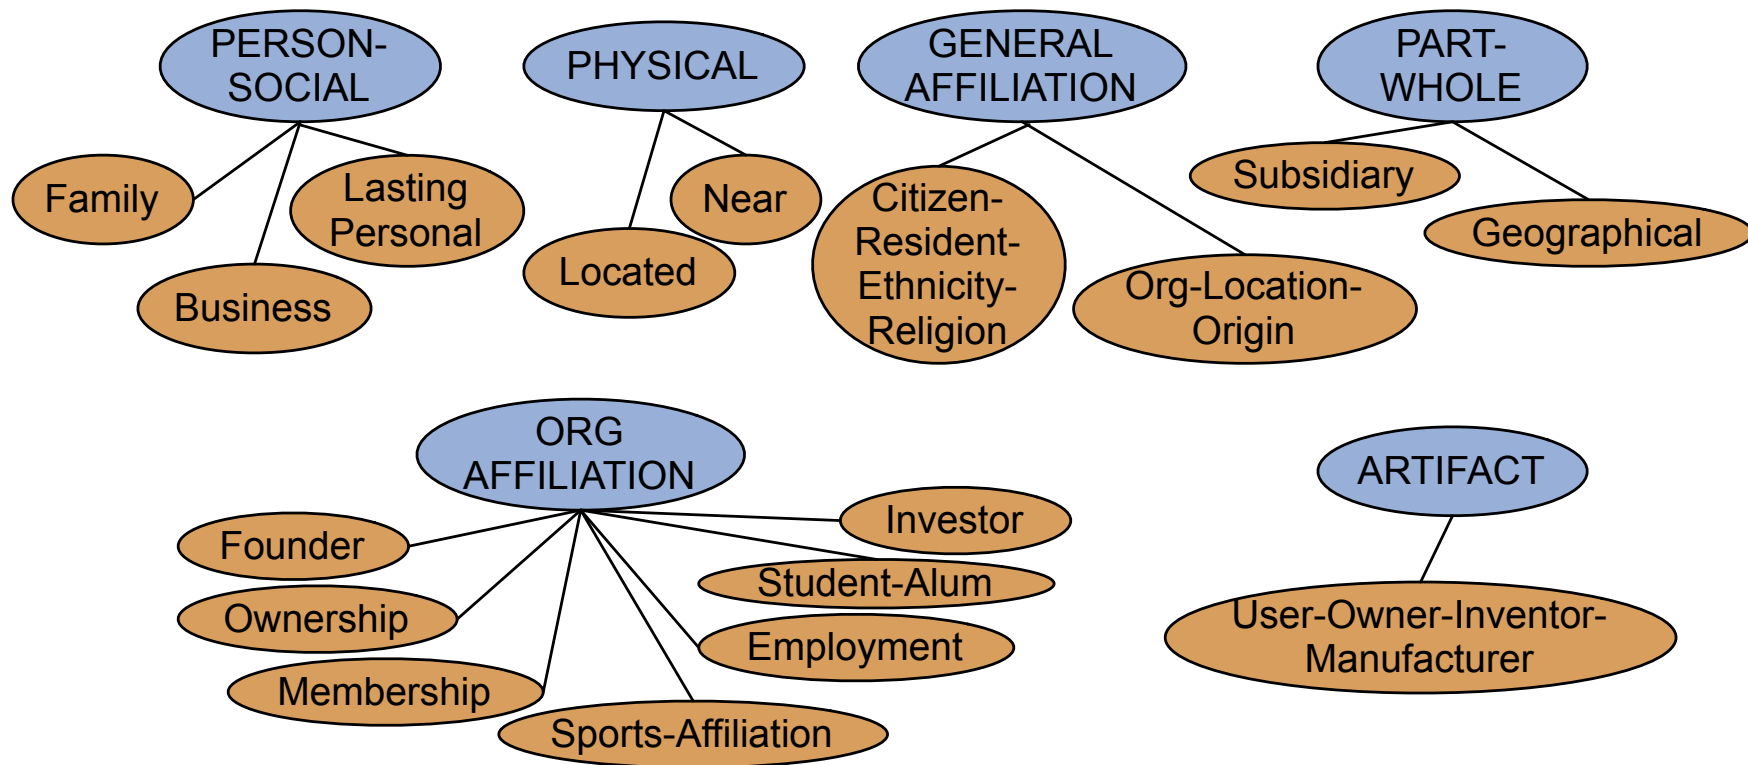 PERSON-
SOCIAL
PHYSICAL
GENERAL
AFFILIATION
PART-
WHOLE
Family
Lasting
Personal
Business
Near
Located
Citizen-
Resident-
Ethnicity-
Religion
Org-Location-
Origin
Subsidiary
Geographical
ORG
AFFILIATION
ARTIFACT
Founder
Ownership
Membership
Sports-Affiliation
Investor
Student-Alum
Employment
User-Owner-Inventor-
Manufacturer